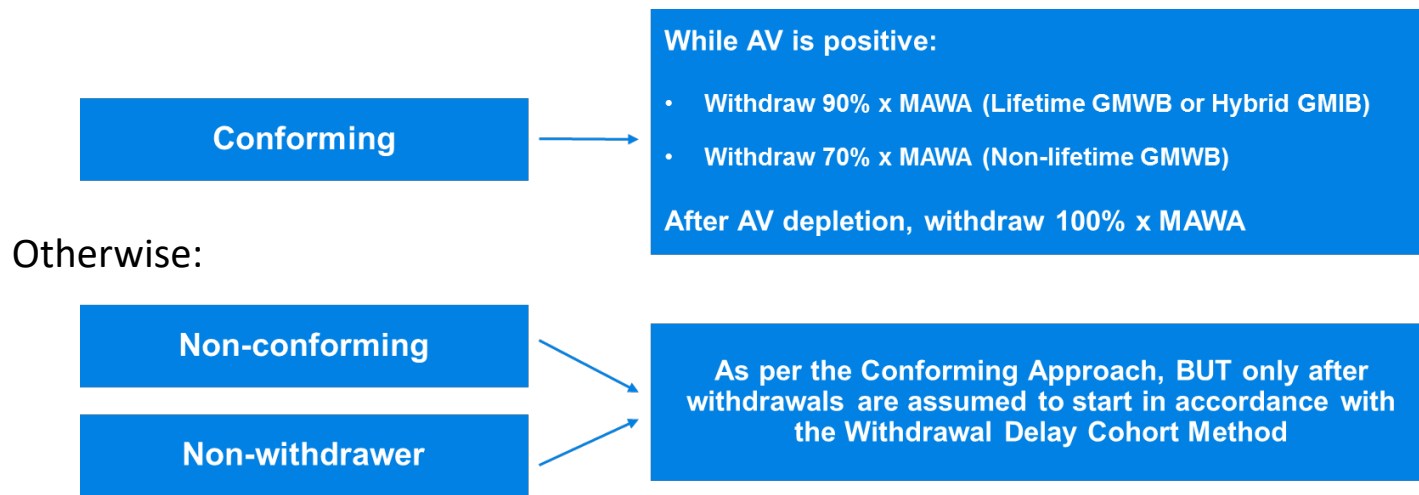 Conforming
While AV is positive:
• Withdraw 90% x MAWA (Lifetime GMWB or Hybrid GMIB)
• Withdraw 70% x MAWA (Non-lifetime GMWB)
After AV depletion, withdraw 100% x MAWA
Otherwise:
Non-conforming
Non-withdrawer
As per the Conforming Approach, BUT only after
withdrawals are assumed to start in accordance with
the Withdrawal Delay Cohort Method